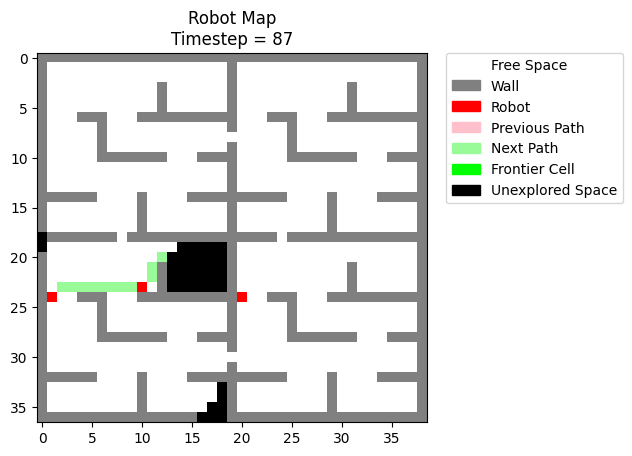 Robot Map
Timestep = 87
Free Space
Wall
Robot
Previous Path
Next Path
Frontier Cell
Unexplored Space
0
5
10
15
20
25
30
35
0
5
10
15
20
25
30
35